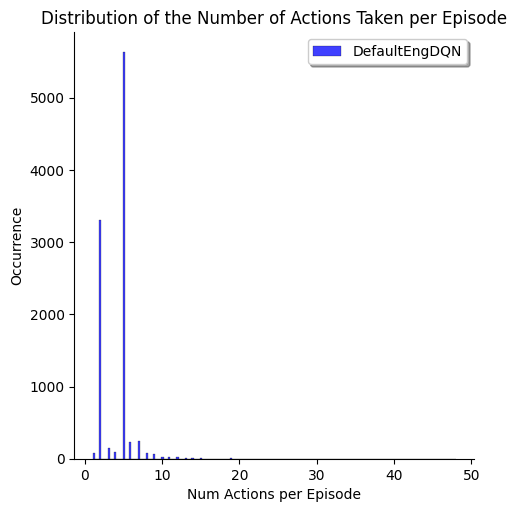 Distribution of the Number of Actions Taken per Episode
DefaultEngDQN
Occurrence
5000
4000
3000
2000
1000
0
0 10 20 30 40 50
Num Actions per Episode